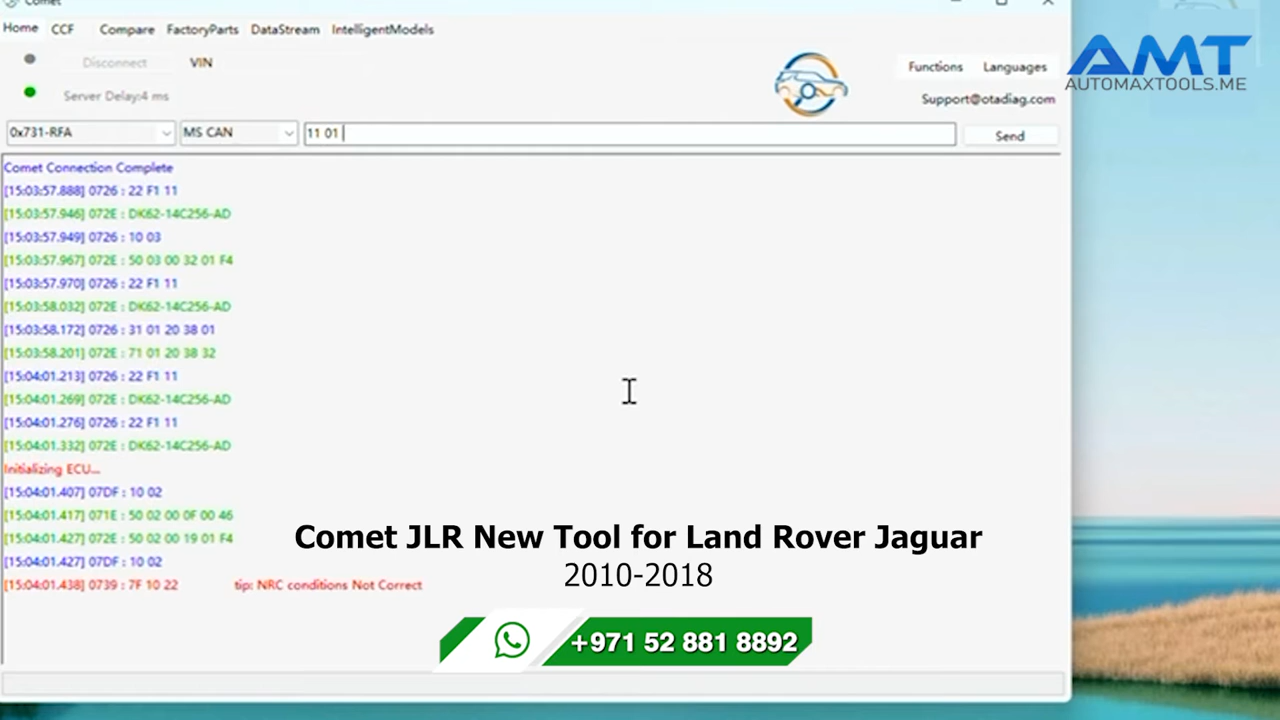 Comet
Home CCF Compare FactoryParts DataStream IntelligentModels
Disconnect VIN
Functions Languages
Server Delay:4 ms
Support@otadiag.com
AMT
AUTOMAXTOOLS.ME
0x731-RFA MS CAN 11 01 Send
Comet Connection Complete
[15:03:57.888] 0726 : 22 F1 11
[15:03:57.946] 072E : DK62-14C256-AD
[15:03:57.949] 0726 : 10 03
[15:03:57.967] 072E : 50 03 00 32 01 F4
[15:03:57.970] 0726 : 22 F1 11
[15:03:58.032] 072E : DK62-14C256-AD
[15:03:58.172] 0726 : 31 01 20 38 01
[15:03:58.201] 072E : 71 01 20 38 32
[15:04:01.213] 0726 : 22 F1 11
[15:04:01.269] 072E : DK62-14C256-AD
[15:04:01.276] 0726 : 22 F1 11
[15:04:01.332] 072E : DK62-14C256-AD
Initializing ECU...
[15:04:01.407] 07DF : 10 02
[15:04:01.417] 071E : 50 02 00 0F 00 46
[15:04:01.427] 072E : 50 02 00 19 01 F4
[15:04:01.427] 07DF : 10 02
[15:04:01.438] 0739 : 7F 10 22 tip: NRC conditions Not Correct
Comet JLR New Tool for Land Rover Jaguar
2010-2018
+971 52 881 8892